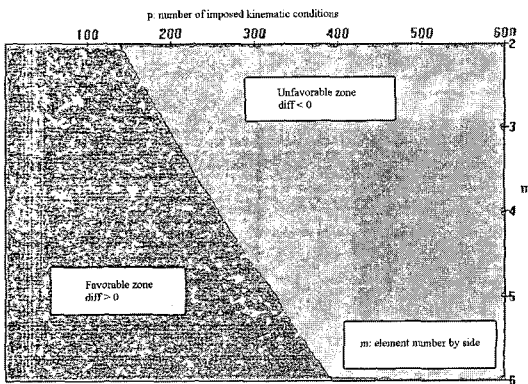 p: number of imposed kinematic conditions
100 200 300 400 500 600
2
Unfavorable zone
diff < 0
3
m
4
Favorable zone
diff > 0
5
m: element number by side
6